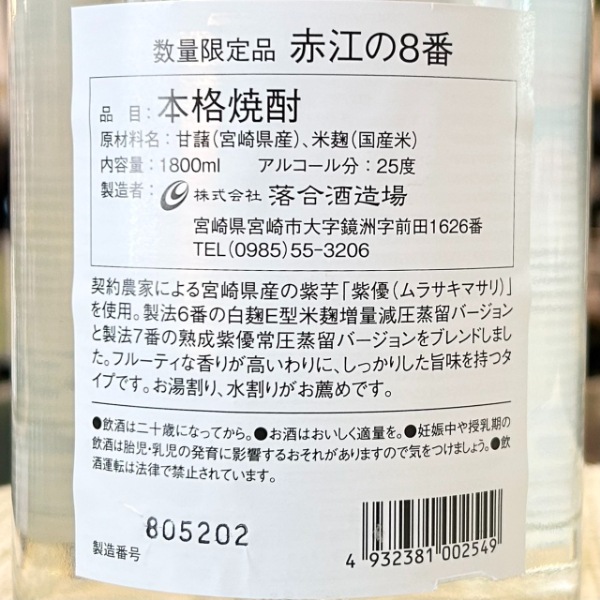 数量限定品 赤江の8番
品 目：本格焼酎
原材料名：甘藷（宮崎県産）、米麹（国産米）
内容量：1800ml アルコール分：25度
製造者： 株式会社 落合酒造場
宮崎県宮崎市大字鏡洲字前田1626番
TEL（0985）55-3206
契約農家による宮崎県産の紫芋「紫優（ムラサキマサリ）」
を使用。製法6番の白麹E型米麹増量減圧蒸留バージョン
と製法7番の熟成紫優常圧蒸留バージョンをブレンドしまし
た。フルーティな香りが高いわりに、しっかりした旨味を持つタ
イプです。お湯割り、水割りがお薦めです。
●飲酒は二十歳になってから。●お酒はおいしく適量を。●妊娠中や授乳期の
飲酒は胎児・乳児の発育に影響するおそれがありますので気をつけましょう。●飲
酒運転は法律で禁止されています。
805202
製造番号
4 932381 002549